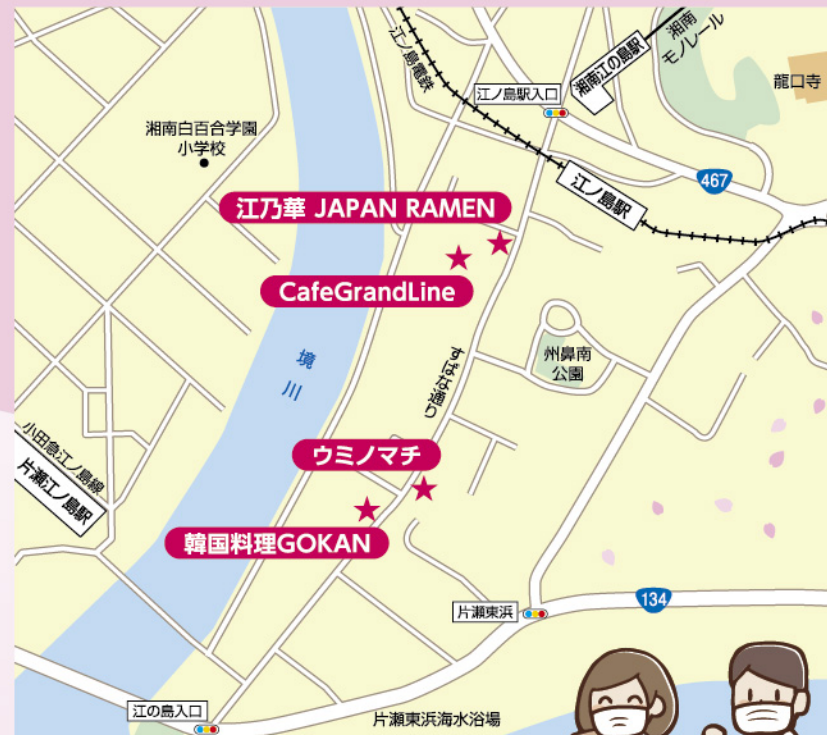 湘南
モノレール
江ノ島電鉄
湘南江の島駅
龍口寺
江ノ島駅入口
湘南白百合学園
小学校
467
江ノ島駅
江乃華 JAPAN RAMEN
CafeGrandLine
境川
すばな通り
州鼻南
公園
小田急江ノ島線
片瀬江ノ島駅
ウミノマチ
韓国料理GOKAN
134
片瀬東浜
江の島入口
片瀬東浜海水浴場